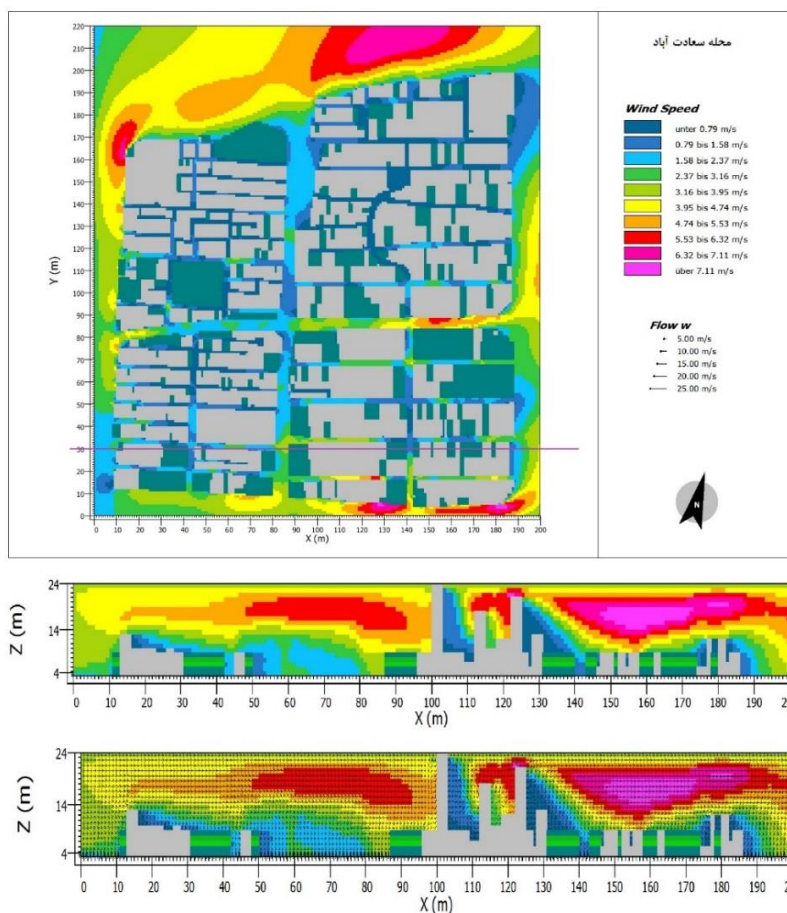 محله سعادت آباد
Wind Speed
unter 0.79 m/s
0.79 bis 1.58 m/s
1.58 bis 2.37 m/s
2.37 bis 3.16 m/s
3.16 bis 3.95 m/s
3.95 bis 4.74 m/s
4.74 bis 5.53 m/s
5.53 bis 6.32 m/s
6.32 bis 7.11 m/s
über 7.11 m/s
Flow w
5.00 m/s
10.00 m/s
15.00 m/s
20.00 m/s
25.00 m/s
N
220
210
200
190
180
170
160
150
140
130
120
110
100
90
80
70
60
50
40
30
20
10
0
Y (m)
0 10 20 30 40 50 60 70 80 90 100 110 120 130 140 150 160 170 180 190 200
X (m)
24
14
4
Z (m)
0 10 20 30 40 50 60 70 80 90 100 110 120 130 140 150 160 170 180 190 200
X (m)
24
14
4
Z (m)
0 10 20 30 40 50 60 70 80 90 100 110 120 130 140 150 160 170 180 190 200
X (m)